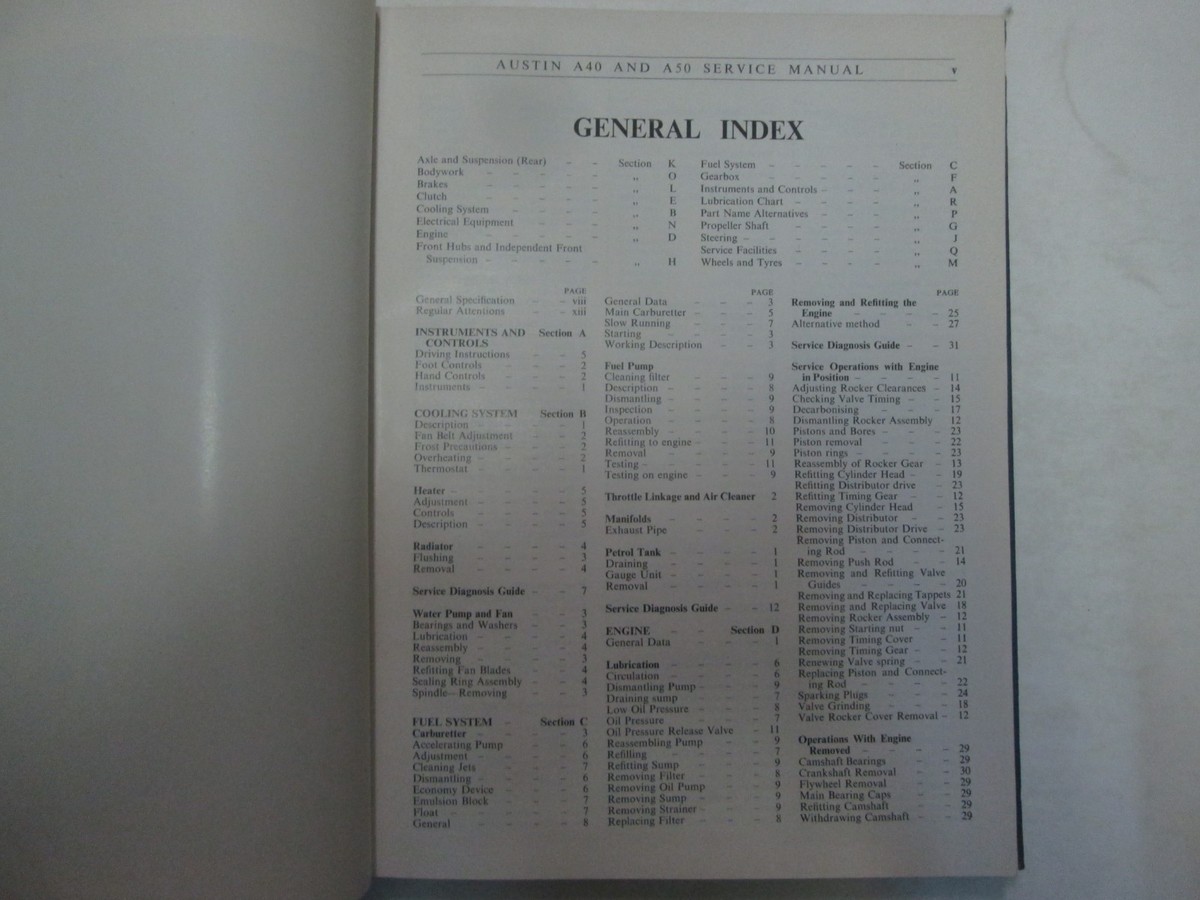 AUSTIN A40 AND A50 SERVICE MANUAL v
GENERAL INDEX
Axle and Suspension (Rear) – – Section K
Bodywork – – – – – „ O
Brakes – – – – – „ L
Clutch – – – – – „ E
Cooling System – – – – „ B
Electrical Equipment – – – „ N
Engine – – – – – „ D
Front Hubs and Independent Front
Suspension – – – – – „ H
Fuel System – – – – – Section C
Gearbox – – – – – „ F
Instruments and Controls – – – – „ A
Lubrication Chart – – – – „ R
Part Name Alternatives – – – – „ P
Propeller Shaft – – – – „ G
Steering – – – – – „ J
Service Facilities – – – – „ Q
Wheels and Tyres – – – – „ M
PAGE
General Specification – – viii
Regular Attentions – – xiii
INSTRUMENTS AND Section A
CONTROLS
Driving Instructions – – 5
Foot Controls – – – 2
Hand Controls – – – 2
Instruments – – – – 1
COOLING SYSTEM Section B
Description – – – – 1
Fan Belt Adjustment – – 2
Frost Precautions – – – 2
Overheating – – – – 2
Thermostat – – – – 1
Heater – – – – – 5
Adjustment – – – – 5
Controls – – – – 5
Description – – – – 5
Radiator – – – – 4
Flushing – – – – 3
Removal – – – – 4
Service Diagnosis Guide – – 7
Water Pump and Fan – – 3
Bearings and Washers – – 3
Lubrication – – – – 4
Reassembly – – – – 4
Removing – – – – 3
Refitting Fan Blades – – 4
Sealing Ring Assembly – – 4
Spindle—Removing – – 3
FUEL SYSTEM – Section C
Carburetter – – – – 3
Accelerating Pump – – 6
Adjustment – – – – 6
Cleaning Jets – – – 7
Dismantling – – – – 6
Economy Device – – – 6
Emulsion Block – – – 7
Float – – – – – 7
General – – – – 8
PAGE
General Data – – – 3
Main Carburetter – – – 5
Slow Running – – – 7
Starting – – – – 3
Working Description – – 3
Fuel Pump
Cleaning filter – – – 9
Description – – – – 8
Dismantling – – – – 9
Inspection – – – – 9
Operation – – – – 8
Reassembly – – – – 10
Refitting to engine – – – 11
Removal – – – – 9
Testing – – – – – 11
Testing on engine – – – 9
Throttle Linkage and Air Cleaner 2
Manifolds – – – – 2
Exhaust Pipe – – – 2
Petrol Tank – – – – 1
Draining – – – – 1
Gauge Unit – – – – 1
Removal – – – – 1
Service Diagnosis Guide – – 12
ENGINE – – Section D
General Data – – – 1
Lubrication – – – – 6
Circulation – – – – 6
Dismantling Pump – – – 9
Draining sump – – – 7
Low Oil Pressure – – – 8
Oil Pressure – – – – 7
Oil Pressure Release Valve – 11
Reassembling Pump – – 9
Refilling – – – – 7
Refitting Sump – – – 9
Removing Filter – – – 8
Removing Oil Pump – – 9
Removing Sump – – – 9
Removing Strainer – – – 9
Replacing Filter – – – 8
PAGE
Removing and Refitting the
Engine – – – – 25
Alternative method – – 27
Service Diagnosis Guide – – 31
Service Operations with Engine
in Position – – – – 11
Adjusting Rocker Clearances – 14
Checking Valve Timing – – 15
Decarbonising – – – 17
Dismantling Rocker Assembly 12
Pistons and Bores – – – 23
Piston removal – – – 22
Piston rings – – – – 23
Reassembly of Rocker Gear – 13
Refitting Cylinder Head – – 19
Refitting Distributor drive – 23
Refitting Timing Gear – – 12
Removing Cylinder Head – 15
Removing Distributor – – 23
Removing Distributor Drive – 23
Removing Piston and Connect-
ing Rod – – – – 21
Removing Push Rod – – 14
Removing and Refitting Valve
Guides – – – – 20
Removing and Replacing Tappets 21
Removing and Replacing Valve 18
Removing Rocker Assembly – 12
Removing Starting nut – – 11
Removing Timing Cover – 11
Removing Timing Gear – – 12
Renewing Valve spring – – 21
Replacing Piston and Connect-
ing Rod – – – – 22
Sparking Plugs – – – 24
Valve Grinding – – – 18
Valve Rocker Cover Removal – 12
Operations With Engine
Removed – – – – 29
Camshaft Bearings – – 29
Crankshaft Removal – – 30
Flywheel Removal – – 29
Main Bearing Caps – – 29
Refitting Camshaft – – 29
Withdrawing Camshaft – – 29